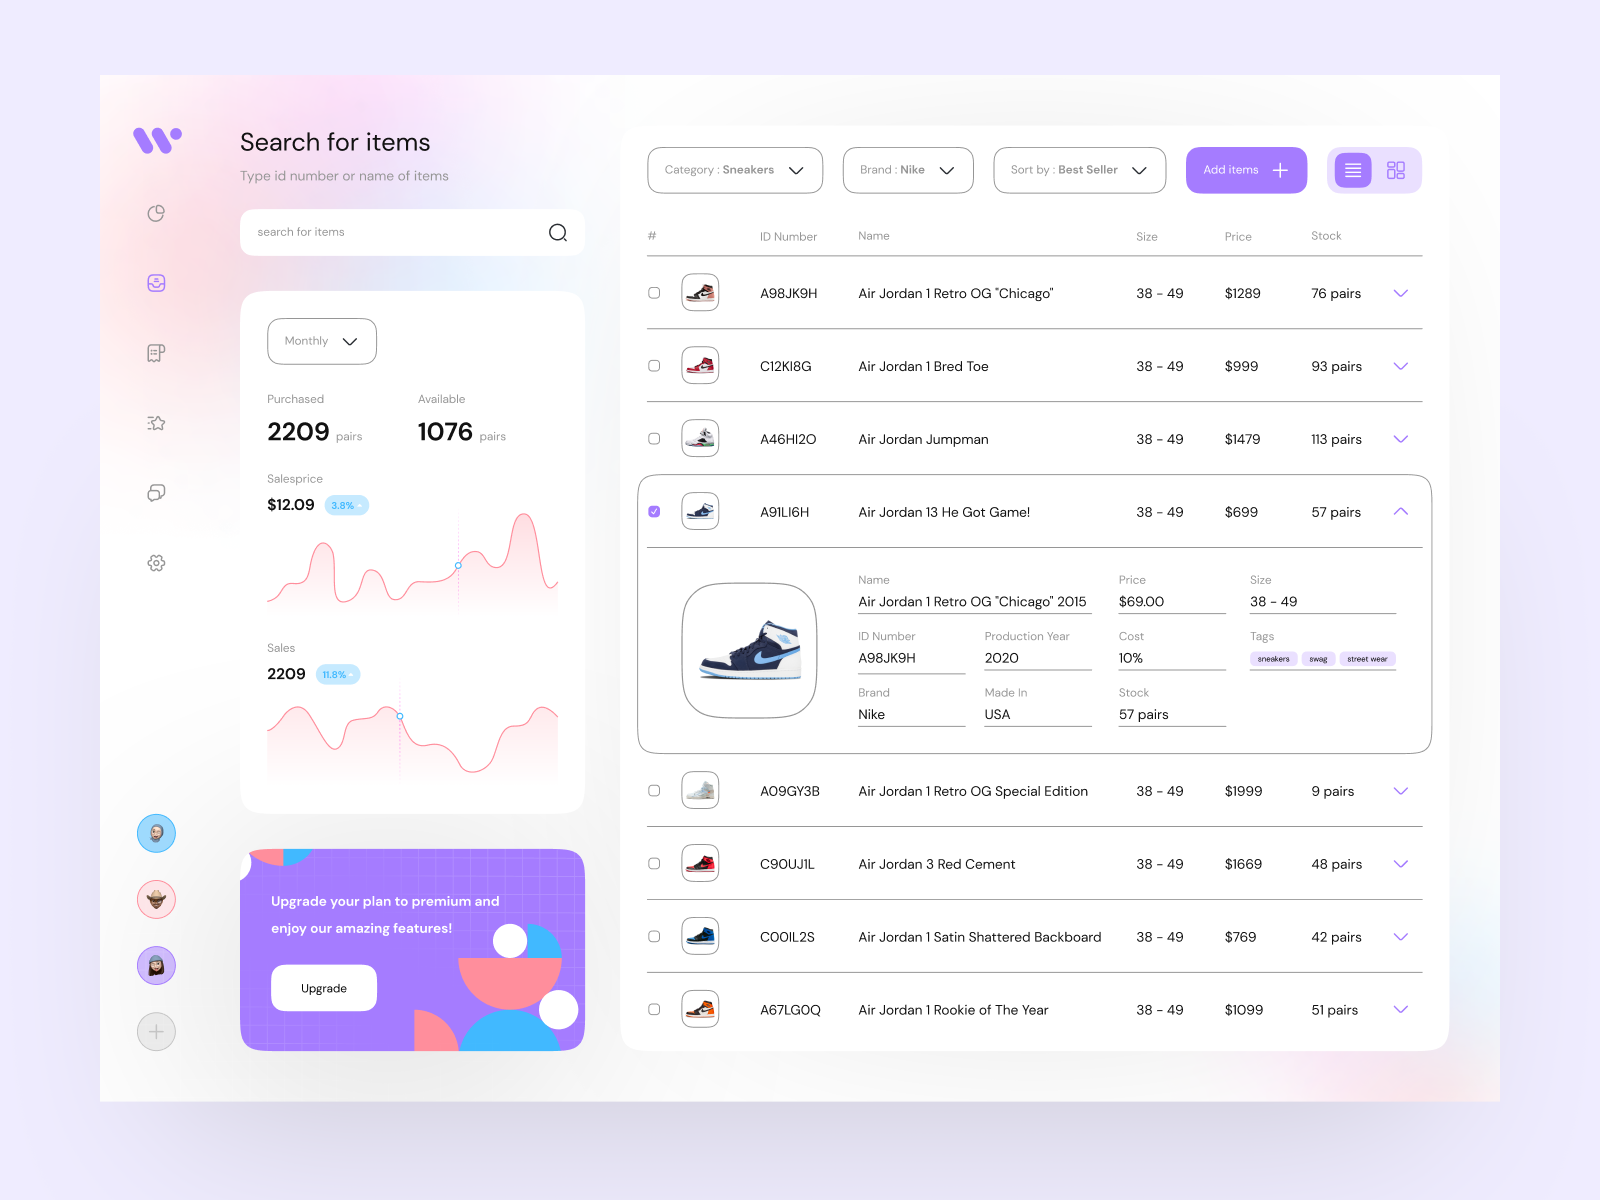 Search for items
Type id number or name of items
search for items
Monthly
Purchased Available
2209 pairs 1076 pairs
Salesprice
$12.09 3.8%
Sales
2209 11.8%
Upgrade your plan to premium and
enjoy our amazing features!
Upgrade
Category : Sneakers Brand : Nike Sort by : Best Seller Add items
# ID Number Name Size Price Stock
A98JK9H Air Jordan 1 Retro OG "Chicago" 38 - 49 $1289 76 pairs
C12KI8G Air Jordan 1 Bred Toe 38 - 49 $999 93 pairs
A46HI2O Air Jordan Jumpman 38 - 49 $1479 113 pairs
A91LI6H Air Jordan 13 He Got Game! 38 - 49 $699 57 pairs
Name Price Size
Air Jordan 1 Retro OG "Chicago" 2015 $69.00 38 - 49
ID Number Production Year Cost Tags
A98JK9H 2020 10% sneakers swag street wear
Brand Made In Stock
Nike USA 57 pairs
A09GY3B Air Jordan 1 Retro OG Special Edition 38 - 49 $1999 9 pairs
C90UJ1L Air Jordan 3 Red Cement 38 - 49 $1669 48 pairs
C00IL2S Air Jordan 1 Satin Shattered Backboard 38 - 49 $769 42 pairs
A67LG0Q Air Jordan 1 Rookie of The Year 38 - 49 $1099 51 pairs